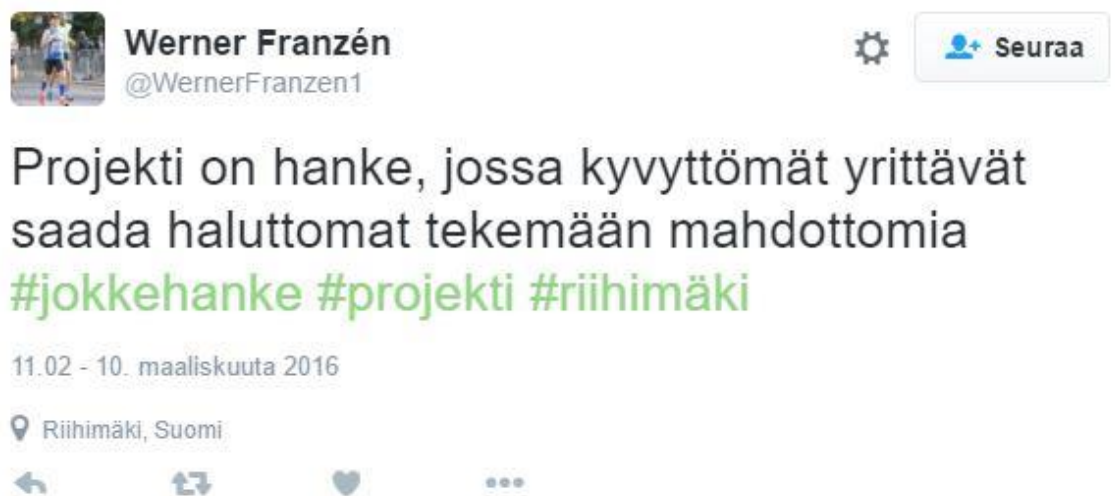 Werner Franzén
@WernerFranzen1
Seuraa
Projekti on hanke, jossa kyvyttömät yrittävät
saada haluttomat tekemään mahdottomia
#jokkehanke #projekti #riihimäki
11.02 - 10. maaliskuuta 2016
Riihimäki, Suomi